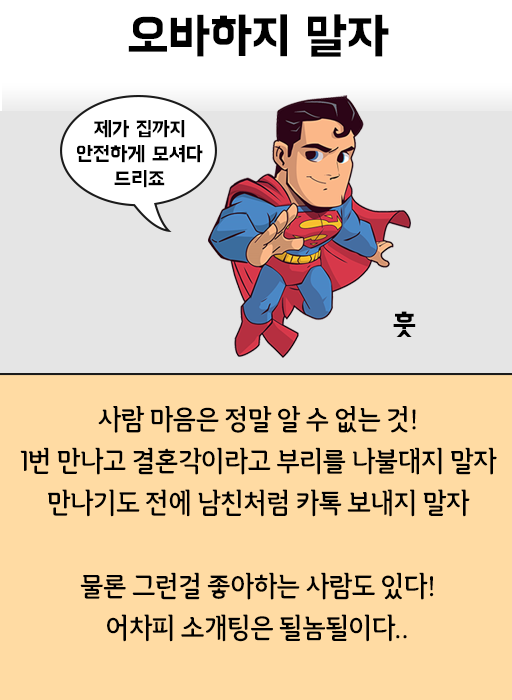 오바하지 말자
제가 집까지
안전하게 모셔다
드리죠
훗
사람 마음은 정말 알 수 없는 것!
1번 만나고 결혼각이라고 부리를 나불대지 말자
만나기도 전에 남친처럼 카톡 보내지 말자
물론 그런걸 좋아하는 사람도 있다!
어차피 소개팅은 될놈될이다..